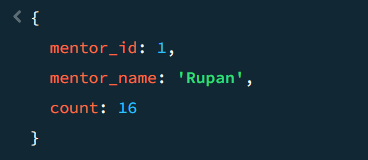 {
mentor_id: 1,
mentor_name: 'Rupan',
count: 16
}